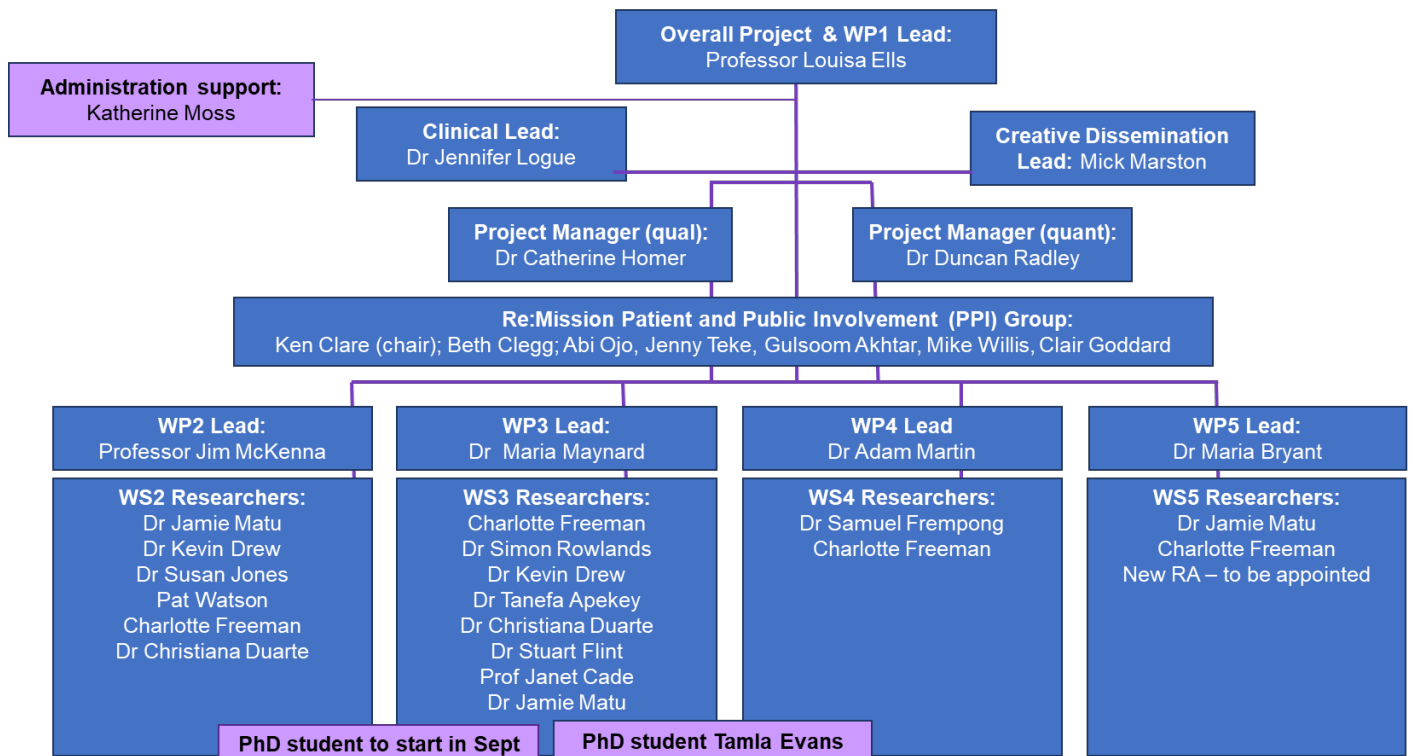 Overall Project & WP1 Lead:
Professor Louisa Ells
Administration support:
Katherine Moss
Clinical Lead:
Dr Jennifer Logue
Creative Dissemination
Lead: Mick Marston
Project Manager (qual):
Dr Catherine Homer
Project Manager (quant):
Dr Duncan Radley
Re:Mission Patient and Public Involvement (PPI) Group:
Ken Clare (chair); Beth Clegg; Abi Ojo, Jenny Teke, Gulsoom Akhtar, Mike Willis, Clair Goddard
WP2 Lead:
Professor Jim McKenna
WP3 Lead:
Dr Maria Maynard
WP4 Lead
Dr Adam Martin
WP5 Lead:
Dr Maria Bryant
WS2 Researchers:
Dr Jamie Matu
Dr Kevin Drew
Dr Susan Jones
Pat Watson
Charlotte Freeman
Dr Christiana Duarte
WS3 Researchers:
Charlotte Freeman
Dr Simon Rowlands
Dr Kevin Drew
Dr Tanefa Apekey
Dr Christiana Duarte
Dr Stuart Flint
Prof Janet Cade
Dr Jamie Matu
WS4 Researchers:
Dr Samuel Frempong
Charlotte Freeman
WS5 Researchers:
Dr Jamie Matu
Charlotte Freeman
New RA – to be appointed
PhD student to start in Sept
PhD student Tamla Evans